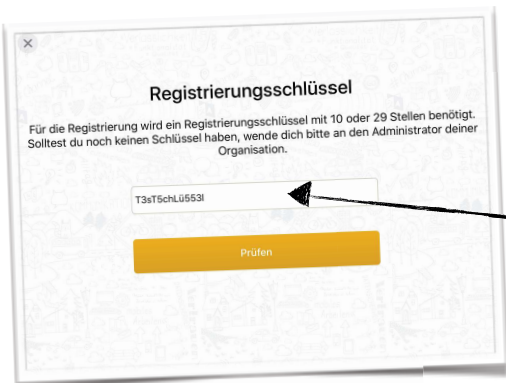 Registrierungsschlüssel
Für die Registrierung wird ein Registrierungsschlüssel mit 10 oder 29 Stellen benötigt.
Solltest du noch keinen Schlüssel haben, wende dich bitte an den Administrator deiner
Organisation.
T3sT5chLü553l
Prüfen